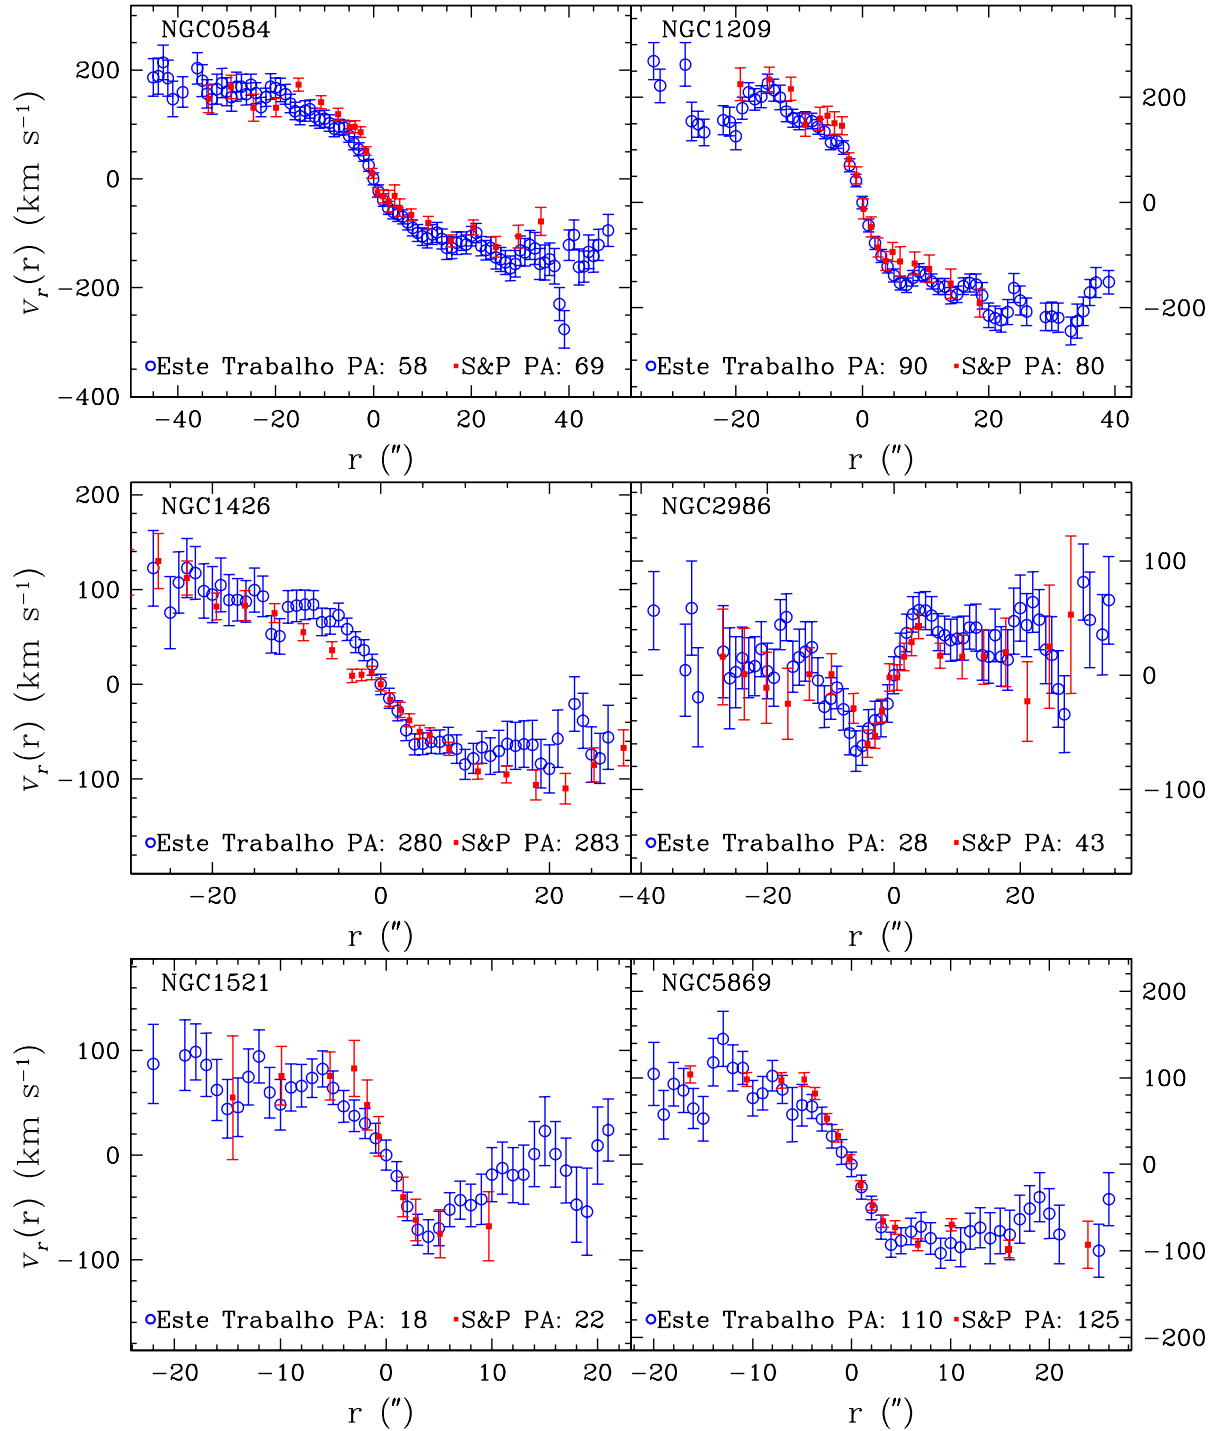 NGC0584
NGC1209
200
0
−200
−400
v_r(r) (km s⁻¹)
200
0
−200
Este Trabalho PA: 58 S&P PA: 69
Este Trabalho PA: 90 S&P PA: 80
−40 −20 0 20 40
−20 0 20 40
r (″)
r (″)
NGC1426
NGC2986
200
100
0
−100
v_r(r) (km s⁻¹)
100
0
−100
Este Trabalho PA: 280 S&P PA: 283
Este Trabalho PA: 28 S&P PA: 43
−20 0 20
−40 −20 0 20
r (″)
r (″)
NGC1521
NGC5869
100
0
−100
v_r(r) (km s⁻¹)
200
100
0
−100
−200
Este Trabalho PA: 18 S&P PA: 22
Este Trabalho PA: 110 S&P PA: 125
−20 −10 0 10 20
−20 −10 0 10 20
r (″)
r (″)